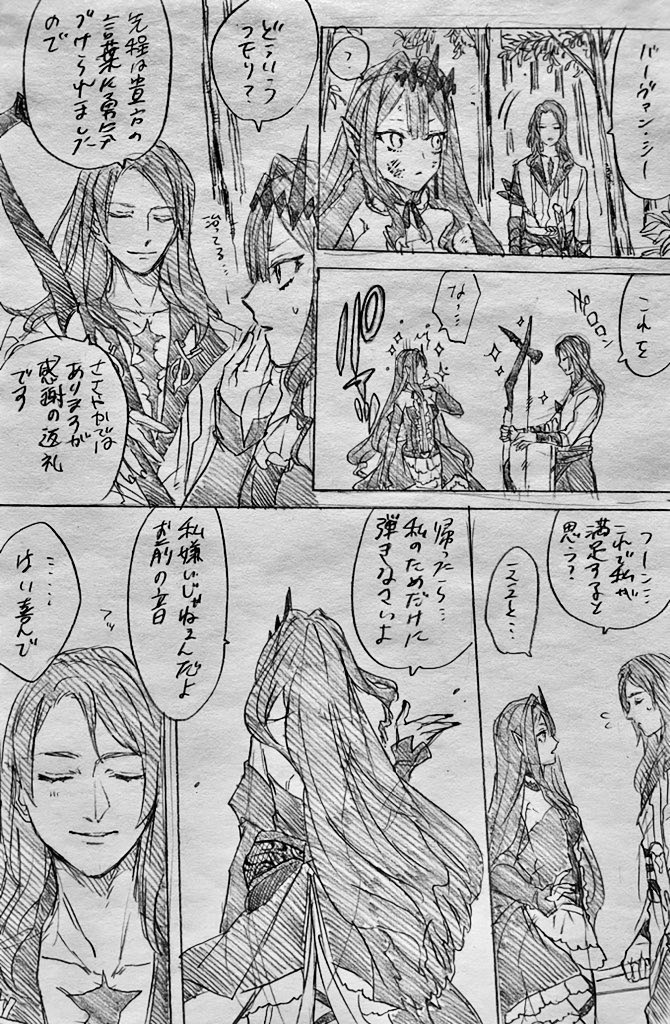 バーヴァン・シー
？
これを
ポロロン
なっ…
どういう
つもり？
治てる…
先程は貴方の
言葉に勇気
づけられました
ので
ささやかでは
ありますが
感謝の返礼
です
フーン…
これで私が
満足すると
思う？
ええと…
帰ったら…
私のためだけに
弾きなさいよ
私嫌いじゃねえんだよ
お前の音
フッ
……
はい喜んで